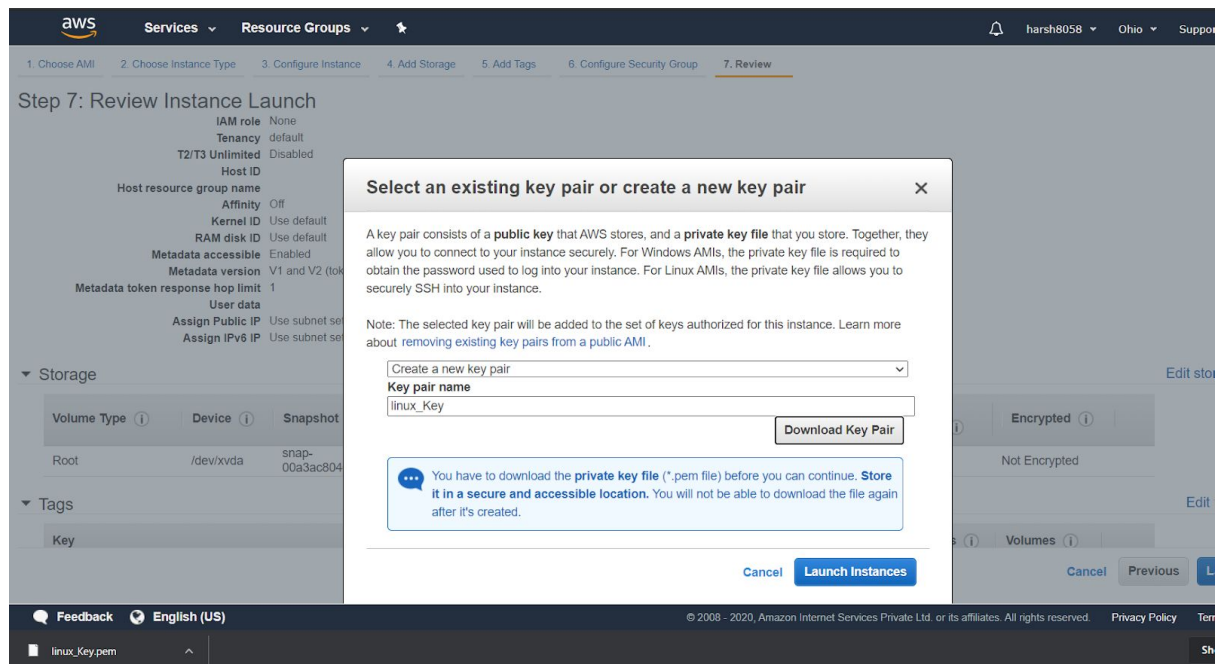 aws Services Resource Groups harsh8058 Ohio Suppor
1. Choose AMI 2. Choose Instance Type 3. Configure Instance 4. Add Storage 5. Add Tags 6. Configure Security Group 7. Review
Step 7: Review Instance Launch
IAM role None
Tenancy default
T2/T3 Unlimited Disabled
Host ID
Host resource group name
Affinity Off
Kernel ID Use default
RAM disk ID Use default
Metadata accessible Enabled
Metadata version V1 and V2 (tok
Metadata token response hop limit 1
User data
Assign Public IP Use subnet set
Assign IPv6 IP Use subnet set
Storage Edit stor
Volume Type Device Snapshot Encrypted
Root /dev/xvda snap-
00a3ac804 Not Encrypted
Tags Edit
Key s Volumes
Cancel Previous L
Select an existing key pair or create a new key pair
A key pair consists of a public key that AWS stores, and a private key file that you store. Together, they
allow you to connect to your instance securely. For Windows AMIs, the private key file is required to
obtain the password used to log into your instance. For Linux AMIs, the private key file allows you to
securely SSH into your instance.
Note: The selected key pair will be added to the set of keys authorized for this instance. Learn more
about removing existing key pairs from a public AMI .
Create a new key pair
Key pair name
linux_Key
Download Key Pair
You have to download the private key file (*.pem file) before you can continue. Store
it in a secure and accessible location. You will not be able to download the file again
after it's created.
Cancel Launch Instances
Feedback English (US) © 2008 - 2020, Amazon Internet Services Private Ltd. or its affiliates. All rights reserved. Privacy Policy Ter
linux_Key.pem Sh